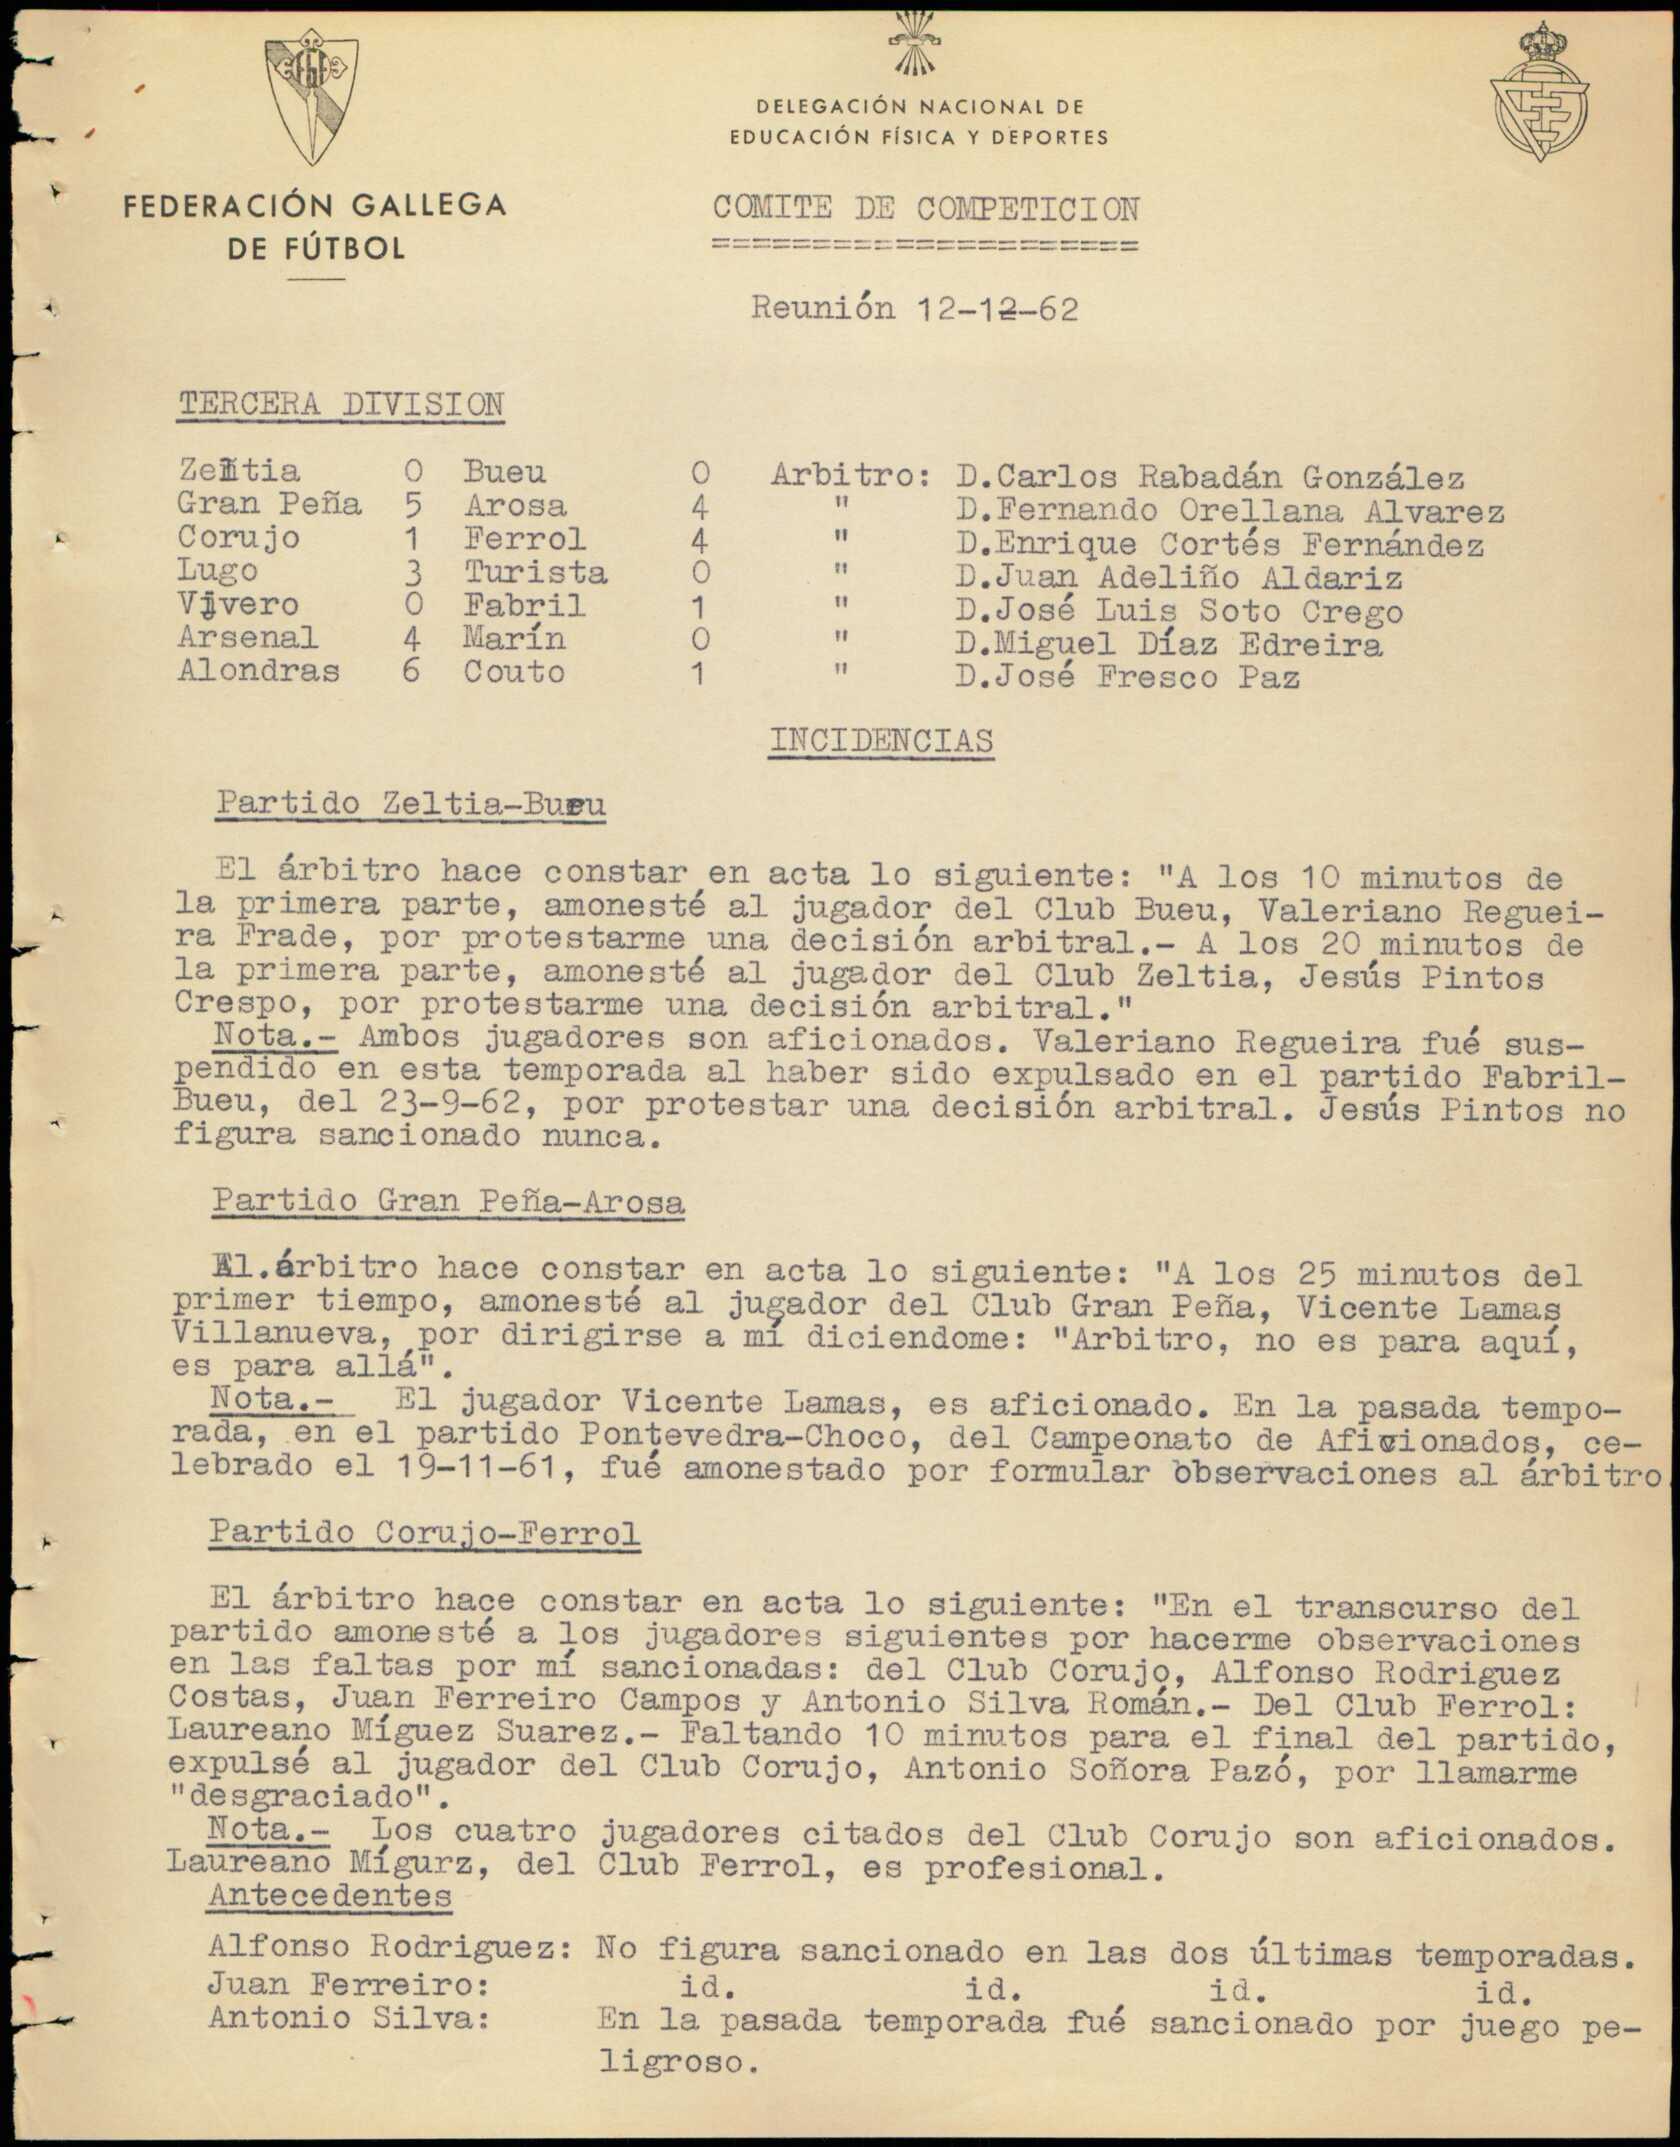 FEDERACIÓN GALLEGA
DE FÚTBOL
DELEGACIÓN NACIONAL DE
EDUCACIÓN FÍSICA Y DEPORTES
COMITE DE COMPETICION
=====================
Reunión 12-12-62
TERCERA DIVISION
Zeltia 0 Bueu 0 Arbitro: D.Carlos Rabadán González
Gran Peña 5 Arosa 4 " D.Fernando Orellana Alvarez
Corujo 1 Ferrol 4 " D.Enrique Cortés Fernández
Lugo 3 Turista 0 " D.Juan Adeliño Aldariz
Vivero 0 Fabril 1 " D.José Luis Soto Crego
Arsenal 4 Marín 0 " D.Miguel Díaz Edreira
Alondras 6 Couto 1 " D.José Fresco Paz
INCIDENCIAS
Partido Zeltia-Bueu
El árbitro hace constar en acta lo siguiente: "A los 10 minutos de
la primera parte, amonesté al jugador del Club Bueu, Valeriano Reguei-
ra Frade, por protestarme una decisión arbitral.- A los 20 minutos de
la primera parte, amonesté al jugador del Club Zeltia, Jesús Pintos
Crespo, por protestarme una decisión arbitral."
Nota.- Ambos jugadores son aficionados. Valeriano Regueira fué sus-
pendido en esta temporada al haber sido expulsado en el partido Fabril-
Bueu, del 23-9-62, por protestar una decisión arbitral. Jesús Pintos no
figura sancionado nunca.
Partido Gran Peña-Arosa
El.árbitro hace constar en acta lo siguiente: "A los 25 minutos del
primer tiempo, amonesté al jugador del Club Gran Peña, Vicente Lamas
Villanueva, por dirigirse a mí diciendome: "Arbitro, no es para aquí,
es para allá".
Nota.- El jugador Vicente Lamas, es aficionado. En la pasada tempo-
rada, en el partido Pontevedra-Choco, del Campeonato de Aficionados, ce-
lebrado el 19-11-61, fué amonestado por formular observaciones al árbitro.
Partido Corujo-Ferrol
El árbitro hace constar en acta lo siguiente: "En el transcurso del
partido amonesté a los jugadores siguientes por hacerme observaciones
en las faltas por mí sancionadas: del Club Corujo, Alfonso Rodriguez
Costas, Juan Ferreiro Campos y Antonio Silva Román.- Del Club Ferrol:
Laureano Míguez Suarez.- Faltando 10 minutos para el final del partido,
expulsé al jugador del Club Corujo, Antonio Soñora Pazó, por llamarme
"desgraciado".
Nota.- Los cuatro jugadores citados del Club Corujo son aficionados.
Laureano Mígurz, del Club Ferrol, es profesional.
Antecedentes
Alfonso Rodriguez: No figura sancionado en las dos últimas temporadas.
Juan Ferreiro: id. id. id. id.
Antonio Silva: En la pasada temporada fué sancionado por juego pe-
ligroso.